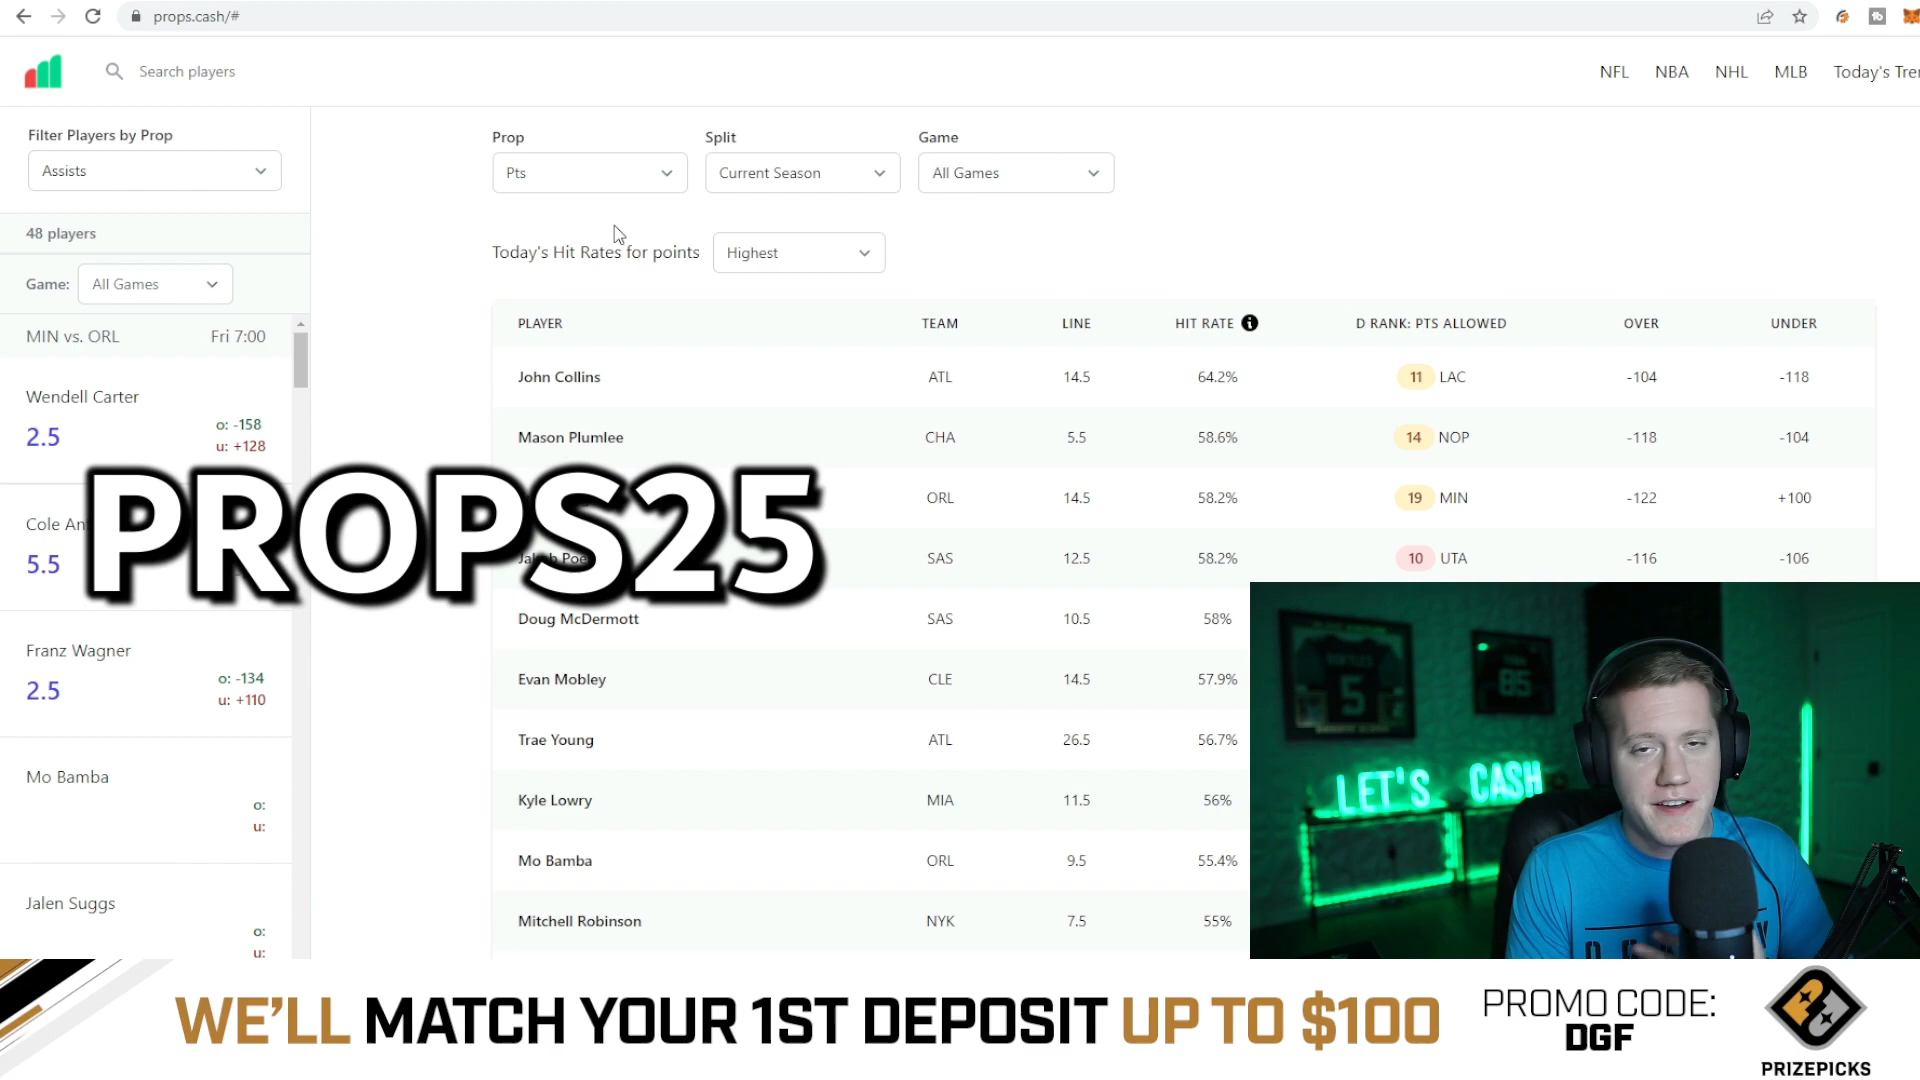 props.cash/#
Search players
NFL NBA NHL MLB Today's Tre
Filter Players by Prop
Assists
48 players
Game: All Games
MIN vs. ORL Fri 7:00
Wendell Carter
2.5 o: -158
u: +128
Cole An
5.5
Franz Wagner
2.5 o: -134
u: +110
Mo Bamba
o:
u:
Jalen Suggs
o:
u:
Prop Split Game
Pts Current Season All Games
Today's Hit Rates for points Highest
PLAYER TEAM LINE HIT RATE D RANK: PTS ALLOWED OVER UNDER
John Collins ATL 14.5 64.2% 11 LAC -104 -118
Mason Plumlee CHA 5.5 58.6% 14 NOP -118 -104
ORL 14.5 58.2% 19 MIN -122 +100
SAS 12.5 58.2% 10 UTA -116 -106
Doug McDermott SAS 10.5 58%
Evan Mobley CLE 14.5 57.9%
Trae Young ATL 26.5 56.7%
Kyle Lowry MIA 11.5 56%
Mo Bamba ORL 9.5 55.4%
Mitchell Robinson NYK 7.5 55%
PROPS25
5
85
LET'S CASH
WE'LL MATCH YOUR 1ST DEPOSIT UP TO $100
PROMO CODE:
DGF
PRIZEPICKS